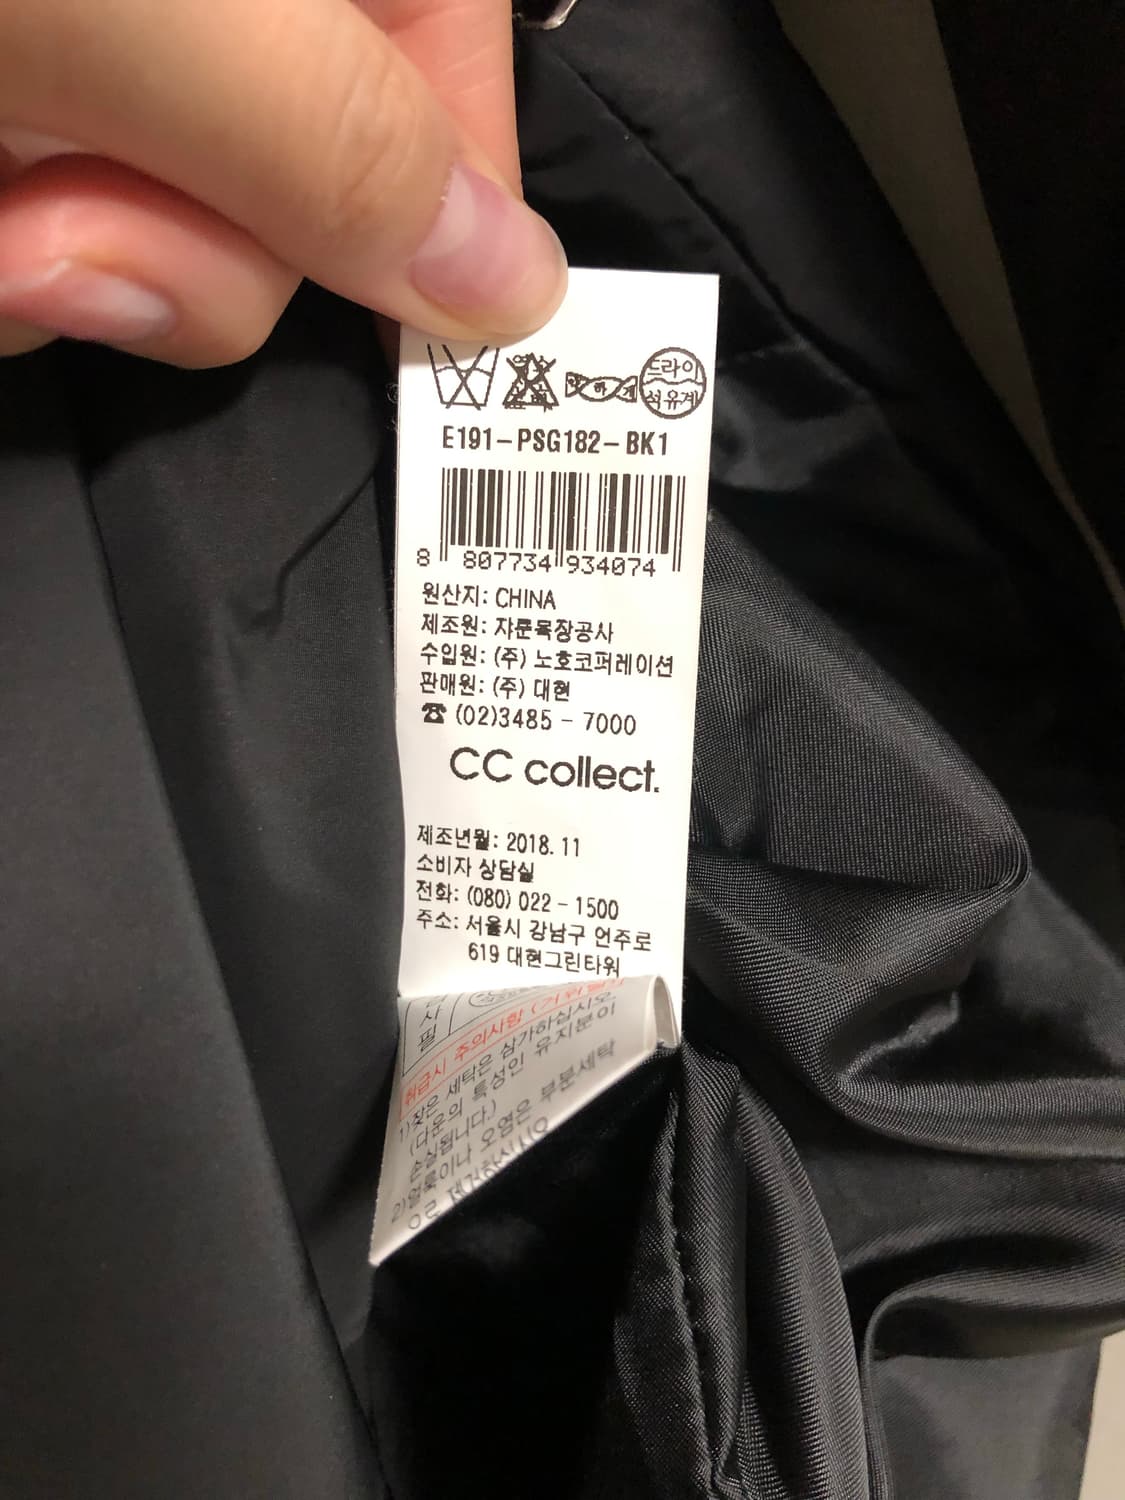 드라이
석유계
E191-PSG182-BK1
8 807734 934074
원산지: CHINA
제조원: 쟈룬복장공사
수입원: (주) 노호코퍼레이션
판매원: (주) 대현
☎ (02)3485 - 7000
CC collect.
제조년월: 2018. 11
소비자 상담실
전화: (080) 022 - 1500
주소: 서울시 강남구 언주로
619 대현그린타워
필
취급시 주의사항
1)잦은 세탁은 삼가하십시오
(다운의 특성인 유지분이
손실됩니다.)
2)얼룩이나 오염은 부분세탁
으로 제거하십시오